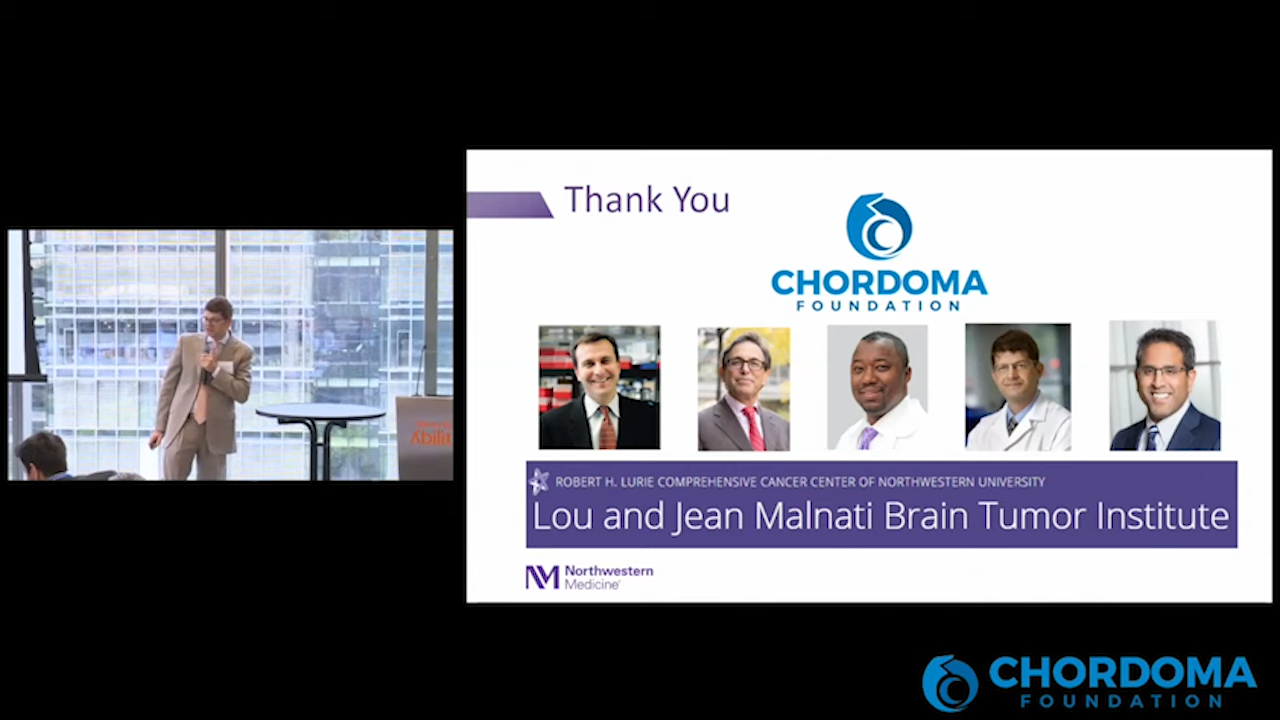 Thank You
CHORDOMA
FOUNDATION
ROBERT H. LURIE COMPREHENSIVE CANCER CENTER OF NORTHWESTERN UNIVERSITY
Lou and Jean Malnati Brain Tumor Institute
Northwestern
Medicine
CHORDOMA
FOUNDATION